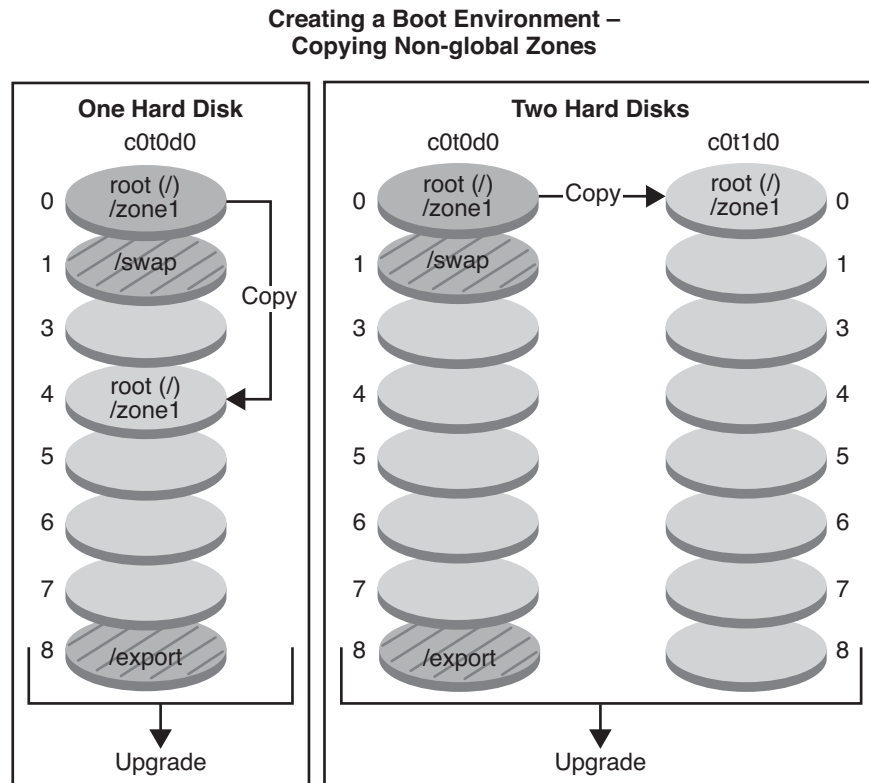 Creating a Boot Environment –
Copying Non-global Zones
One Hard Disk
c0t0d0
0
root (/)
/zone1
1
/swap
Copy
3
4
root (/)
/zone1
5
6
7
8
/export
Upgrade
Two Hard Disks
c0t0d0
c0t1d0
0
root (/)
/zone1
Copy
root (/)
/zone1
0
1
/swap
1
3
3
4
4
5
5
6
6
7
7
8
/export
8
Upgrade